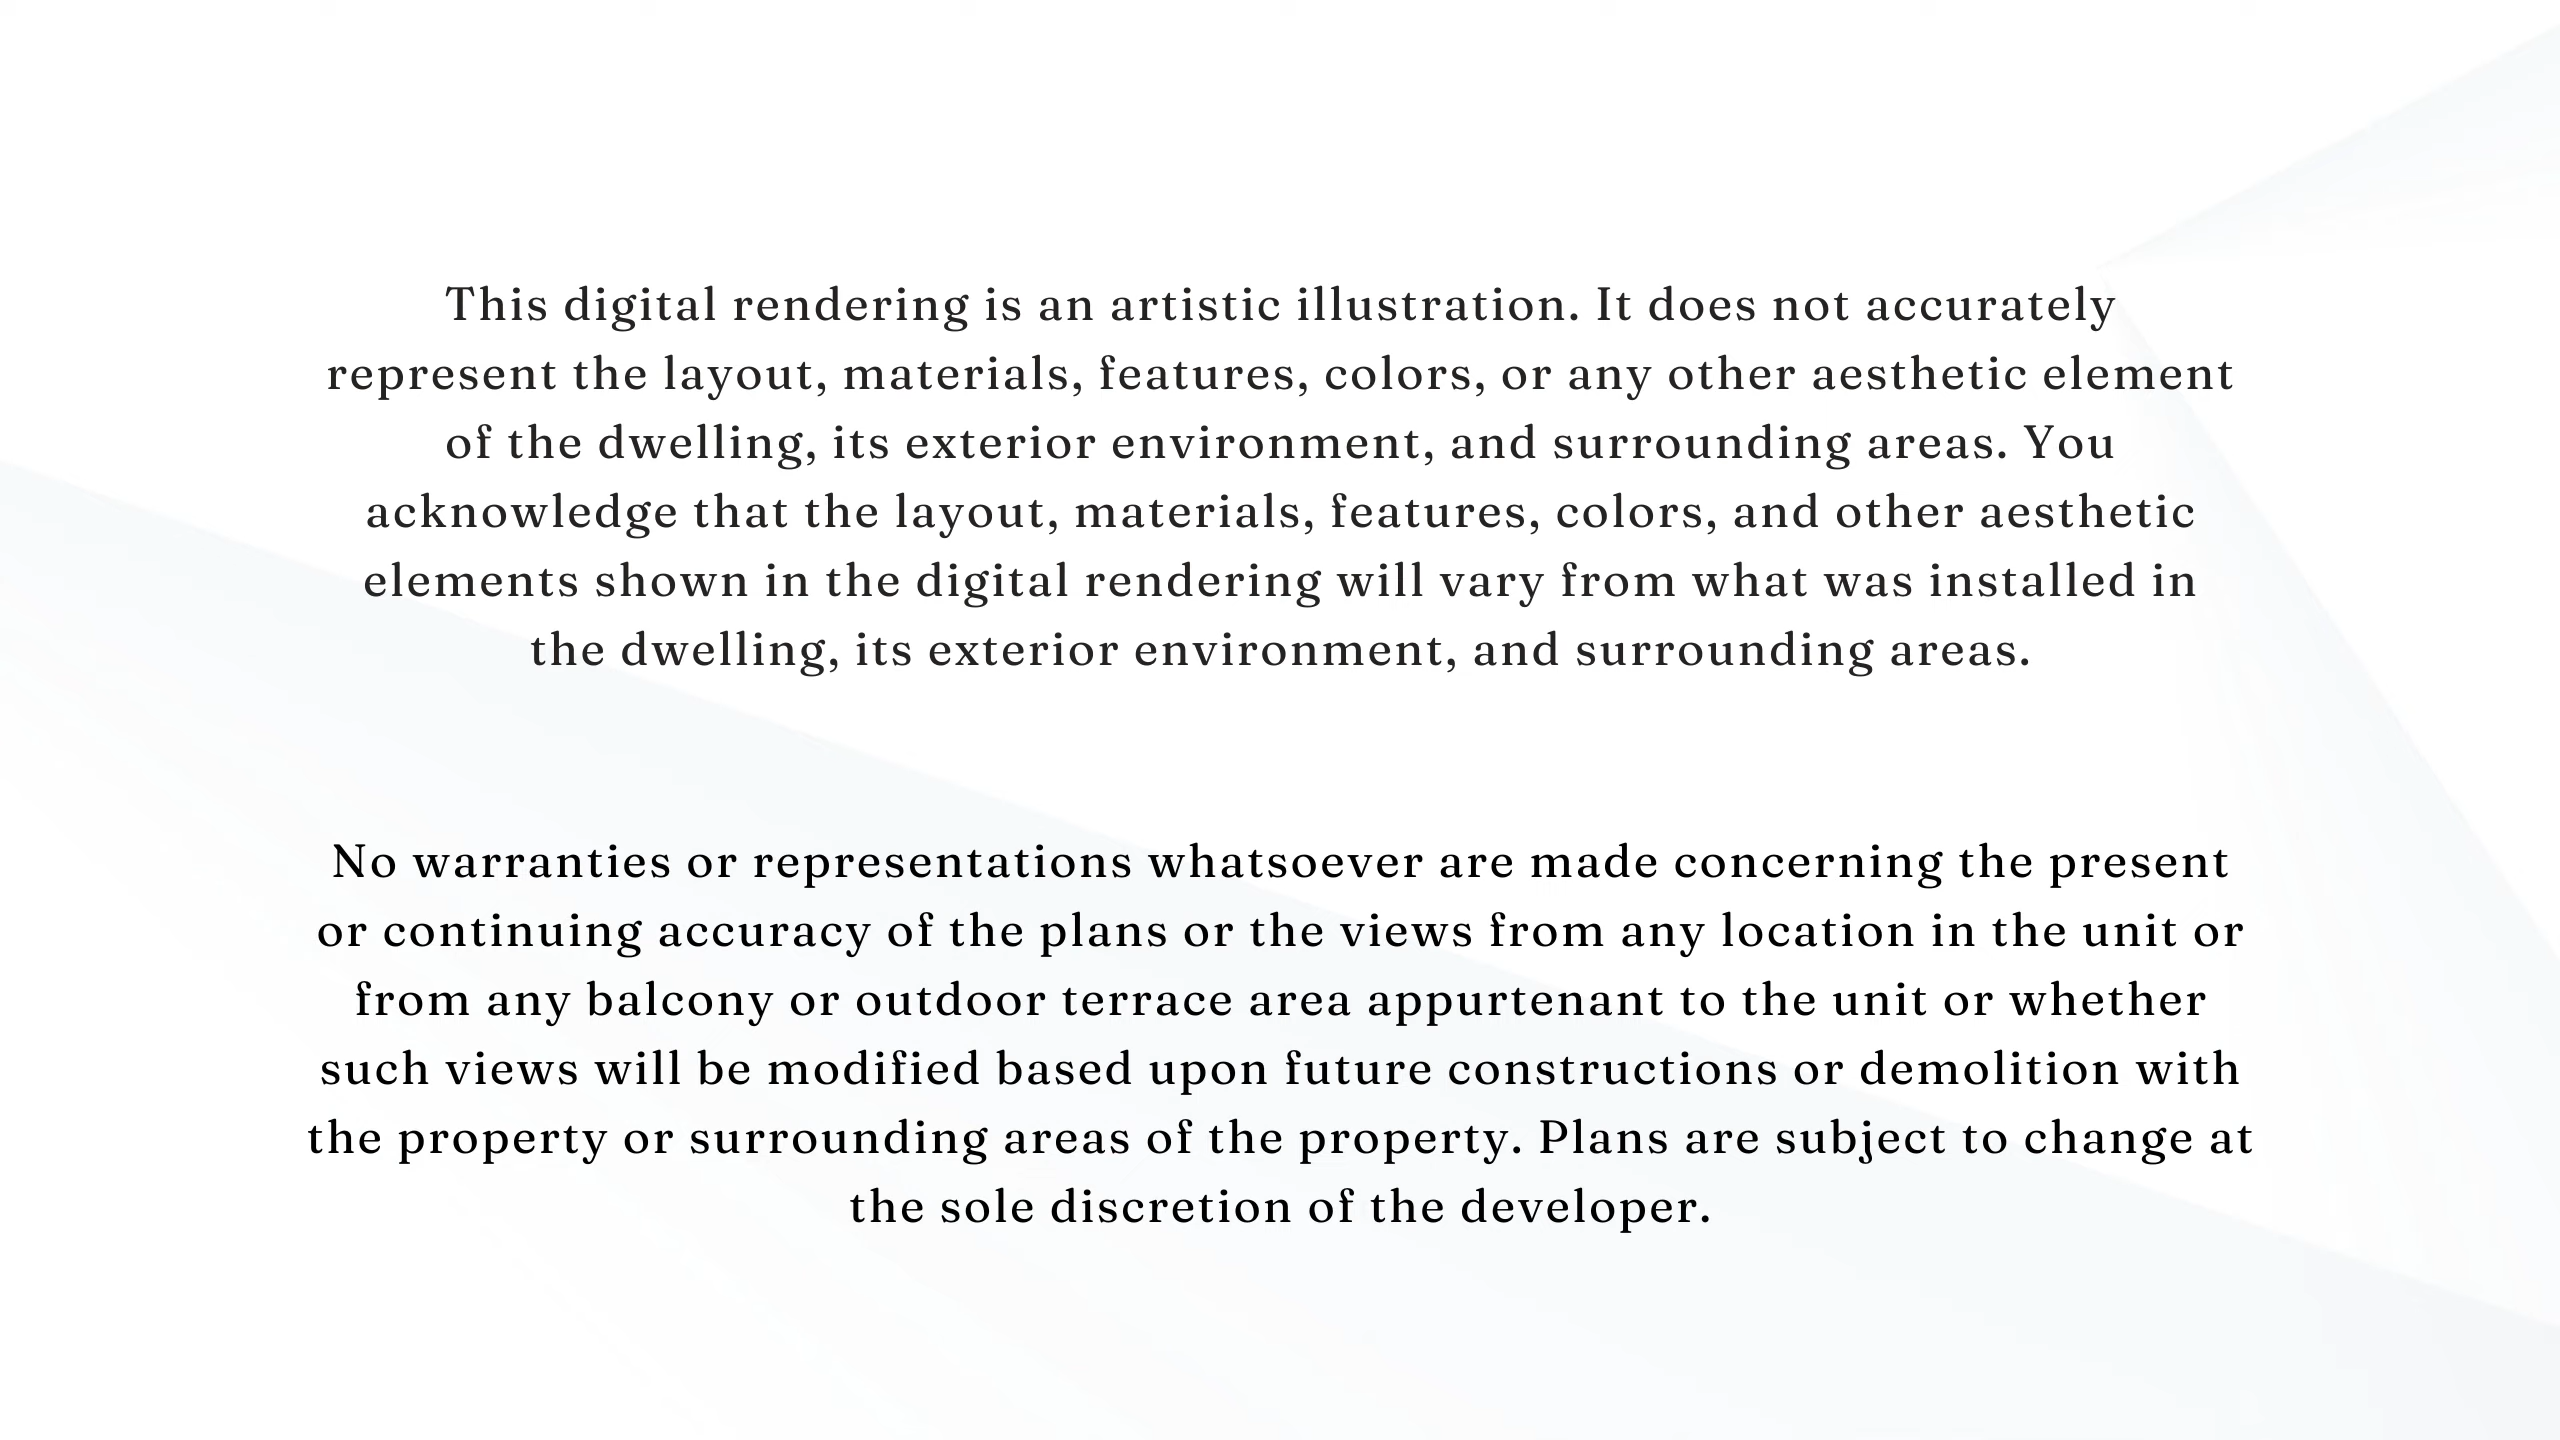 This digital rendering is an artistic illustration. It does not accurately
represent the layout, materials, features, colors, or any other aesthetic element
of the dwelling, its exterior environment, and surrounding areas. You
acknowledge that the layout, materials, features, colors, and other aesthetic
elements shown in the digital rendering will vary from what was installed in
the dwelling, its exterior environment, and surrounding areas.
No warranties or representations whatsoever are made concerning the present
or continuing accuracy of the plans or the views from any location in the unit or
from any balcony or outdoor terrace area appurtenant to the unit or whether
such views will be modified based upon future constructions or demolition with
the property or surrounding areas of the property. Plans are subject to change at
the sole discretion of the developer.